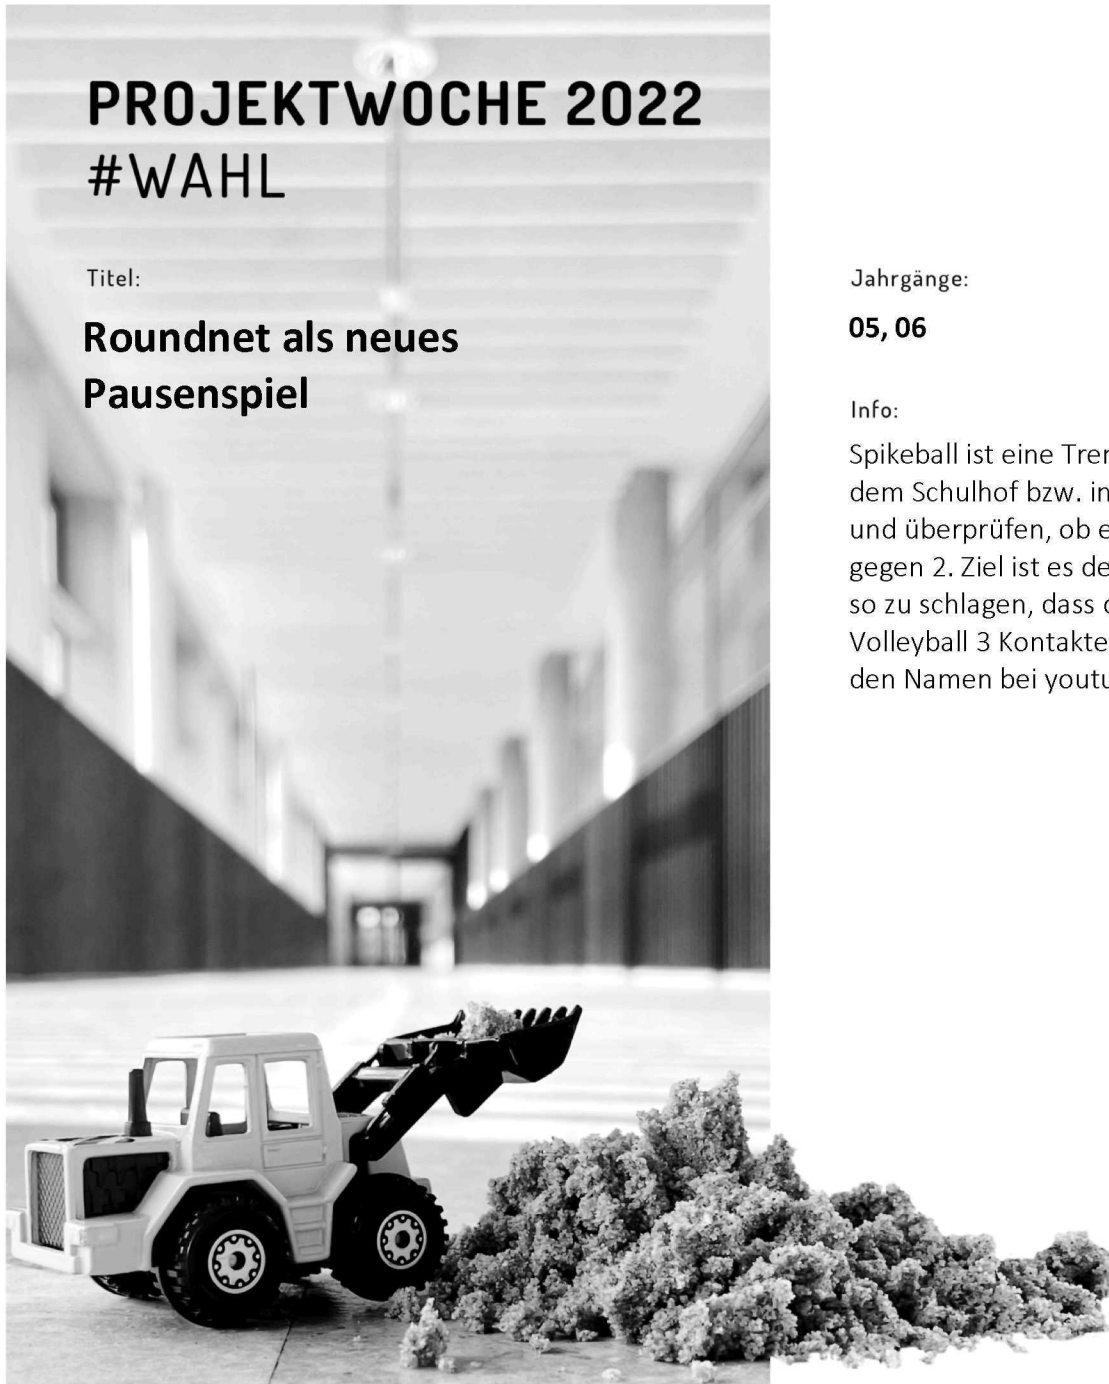 PROJEKTWOCHE 2022
#WAHL
Titel:
Roundnet als neues
Pausenspiel
Jahrgänge:
05, 06
Info:
Spikeball ist eine
dem Schulhof bzw. in
und überprüfen, ob
gegen 2. Ziel ist es
so zu schlagen, dass
Volleyball 3 Kontakte
den Namen bei